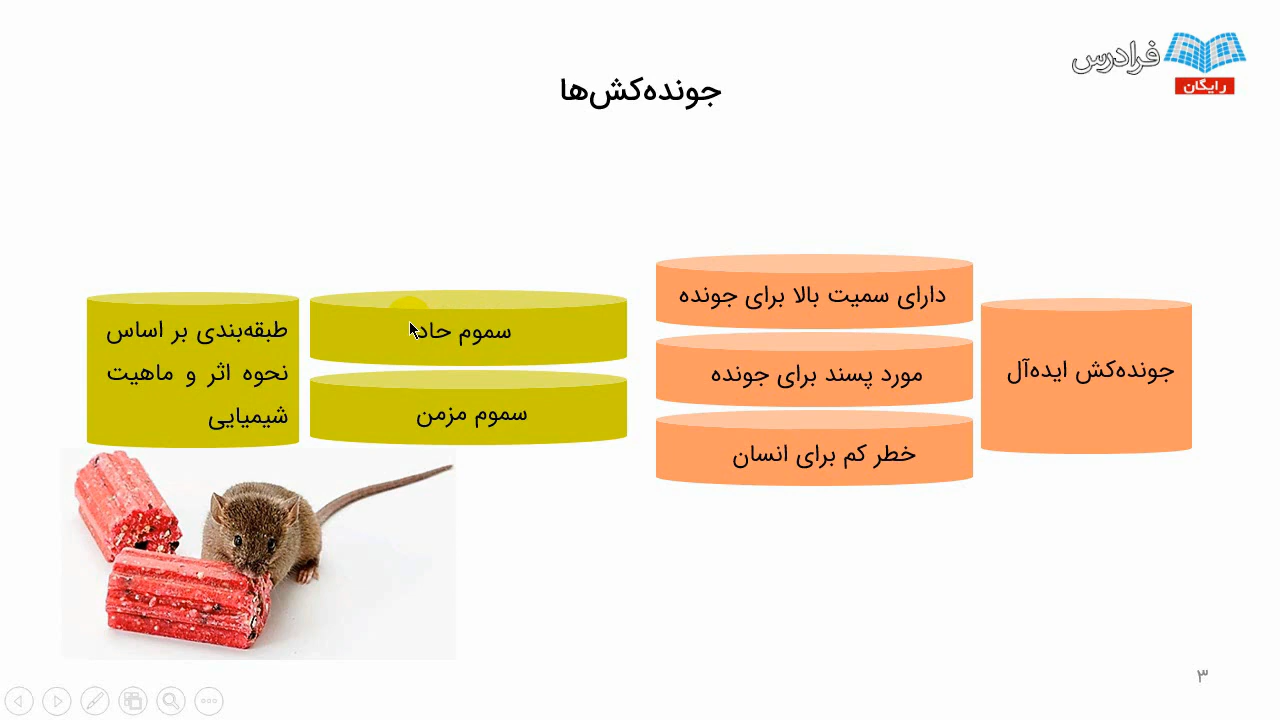 فرادرس
رایگان
جونده‌کش‌ها
جونده‌کش ایده‌آل
دارای سمیت بالا برای جونده
مورد پسند برای جونده
خطر کم برای انسان
سموم حاد
سموم مزمن
طبقه‌بندی بر اساس
نحوه اثر و ماهیت
شیمیایی
۳